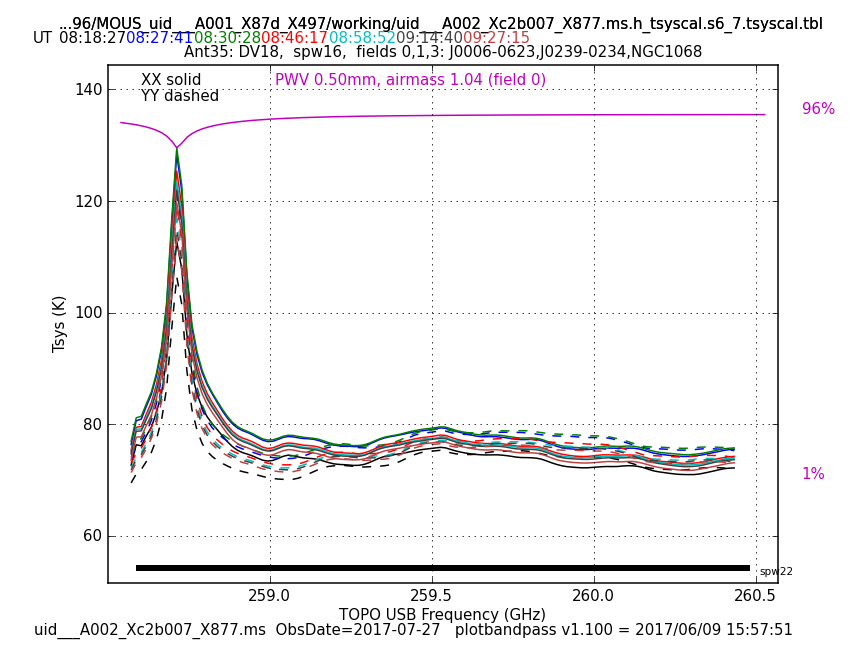 ...96/MOUS_uid___A001_X87d_X497/working/uid___A002_Xc2b007_X877.ms.h_tsyscal.s6_7.tsyscal.tbl
UT 08:18:27 08:27:41 08:30:28 08:46:17 08:58:52 09:14:40 09:27:15
Ant35: DV18, spw16, fields 0,1,3: J0006-0623,J0239-0234,NGC1068
XX solid
YY dashed
PWV 0.50mm, airmass 1.04 (field 0)
140
120
100
80
60
Tsys (K)
96%
1%
spw22
259.0 259.5 260.0 260.5
TOPO USB Frequency (GHz)
uid___A002_Xc2b007_X877.ms ObsDate=2017-07-27 plotbandpass v1.100 = 2017/06/09 15:57:51